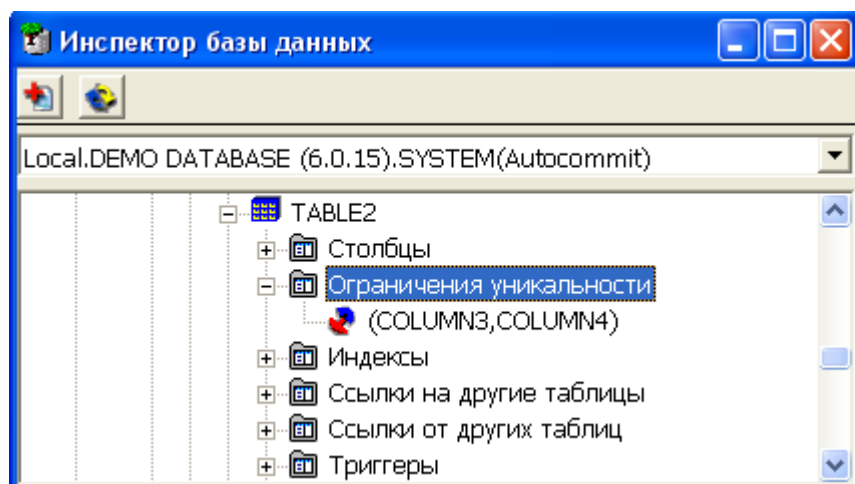 Инспектор базы данных
Local.DEMO DATABASE (6.0.15).SYSTEM(Autocommit)
TABLE2
Столбцы
Ограничения уникальности
(COLUMN3,COLUMN4)
Индексы
Ссылки на другие таблицы
Ссылки от других таблиц
Триггеры